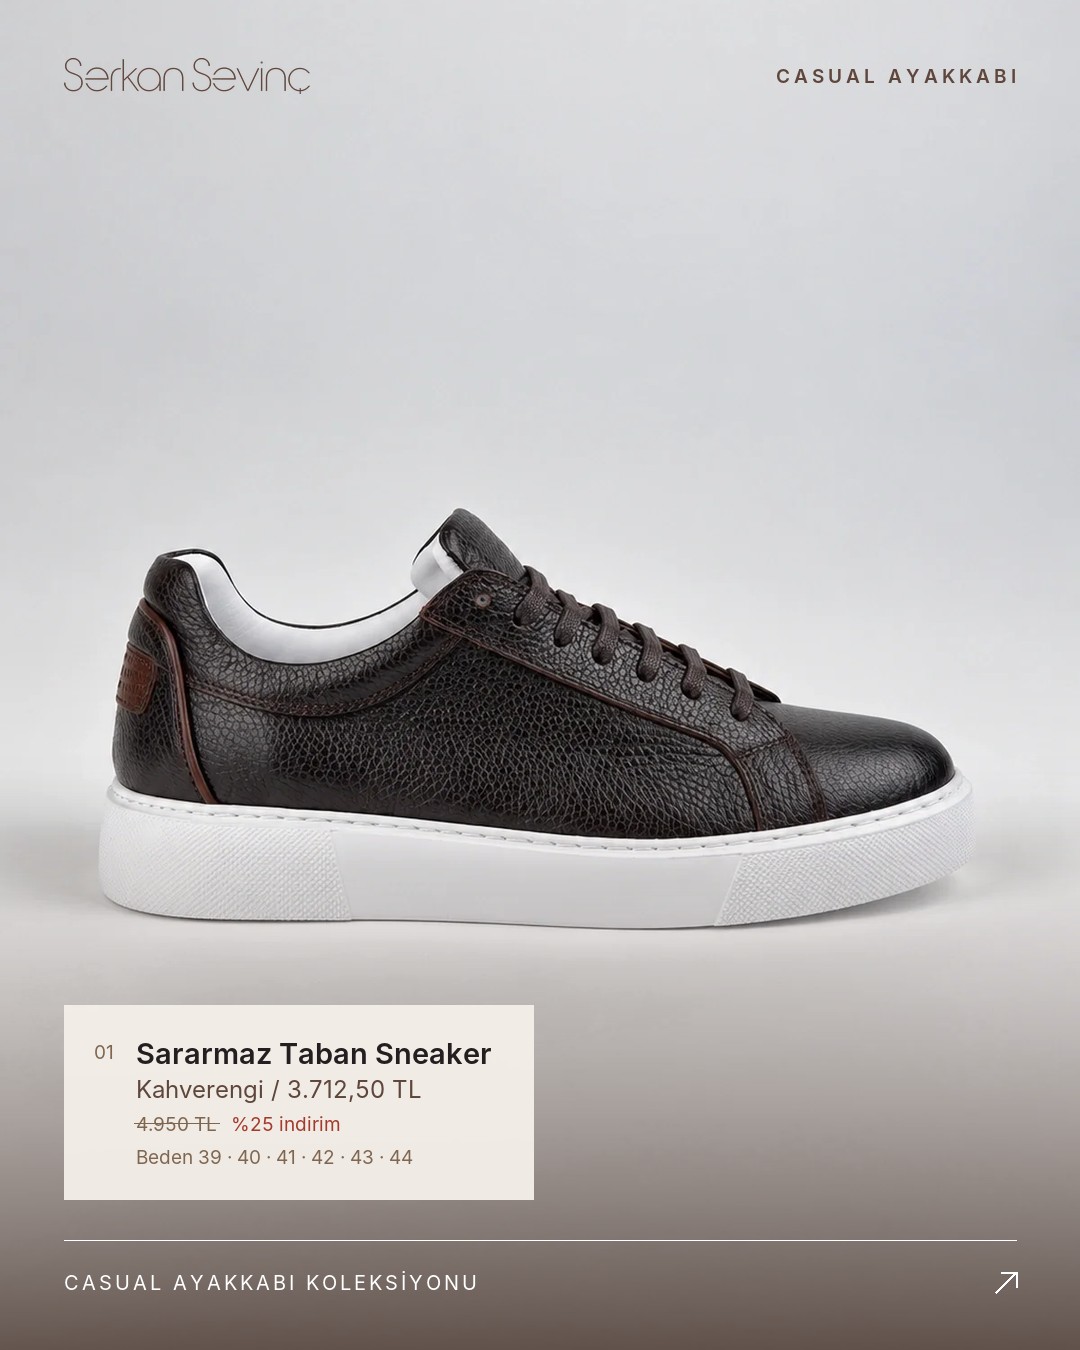 Serkan Sevinç
CASUAL AYAKKABI
01 Sararmaz Taban Sneaker
Kahverengi / 3.712,50 TL
4.950 TL %25 indirim
Beden 39 · 40 · 41 · 42 · 43 · 44
CASUAL AYAKKABI KOLEKSİYONU